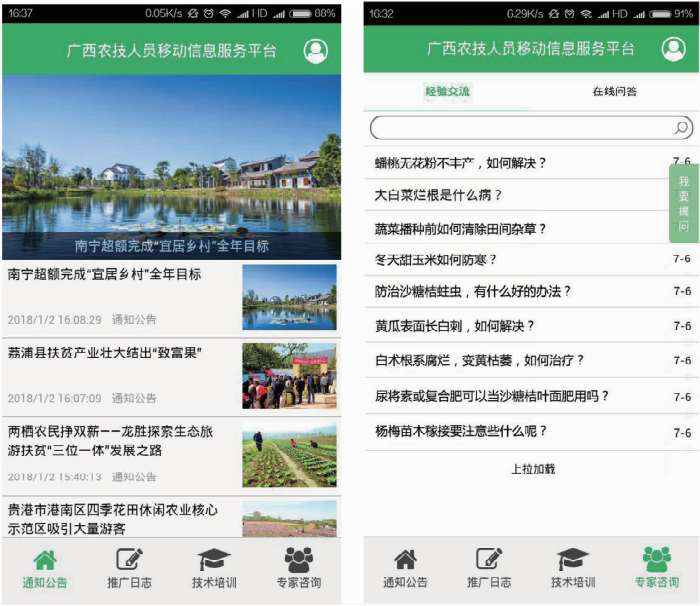 16:37
0.05K/s HD 88%
广西农技人员移动信息服务平台
南宁超额完成“宜居乡村”全年目标
南宁超额完成“宜居乡村”全年目标
2018/1/2 16:08:29 通知公告
荔浦县扶贫产业壮大结出“致富果”
2018/1/2 16:07:09 通知公告
两栖农民挣双薪——龙胜探索生态旅
游扶贫“三位一体”发展之路
2018/1/2 15:40:13 通知公告
贵港市港南区四季花田休闲农业核心
示范区吸引大量游客
通知公告 推广日志 技术培训 专家咨询
16:32
6.29K/s HD 91%
广西农技人员移动信息服务平台
经验交流 在线问答
蟠桃无花粉不丰产，如何解决？ 7-6
大白菜烂根是什么病？
蔬菜播种前如何清除田间杂草？
我要提问
冬天甜玉米如何防寒？ 7-6
防治沙糖桔蛀虫，有什么好的办法？ 7-6
黄瓜表面长白刺，如何解决？ 7-6
白术根系腐烂，变黄枯萎，如何治疗？ 7-6
尿将素或复合肥可以当沙糖桔叶面肥用吗？ 7-6
杨梅苗木稼接要注意些什么呢？ 7-6
上拉加载
通知公告 推广日志 技术培训 专家咨询